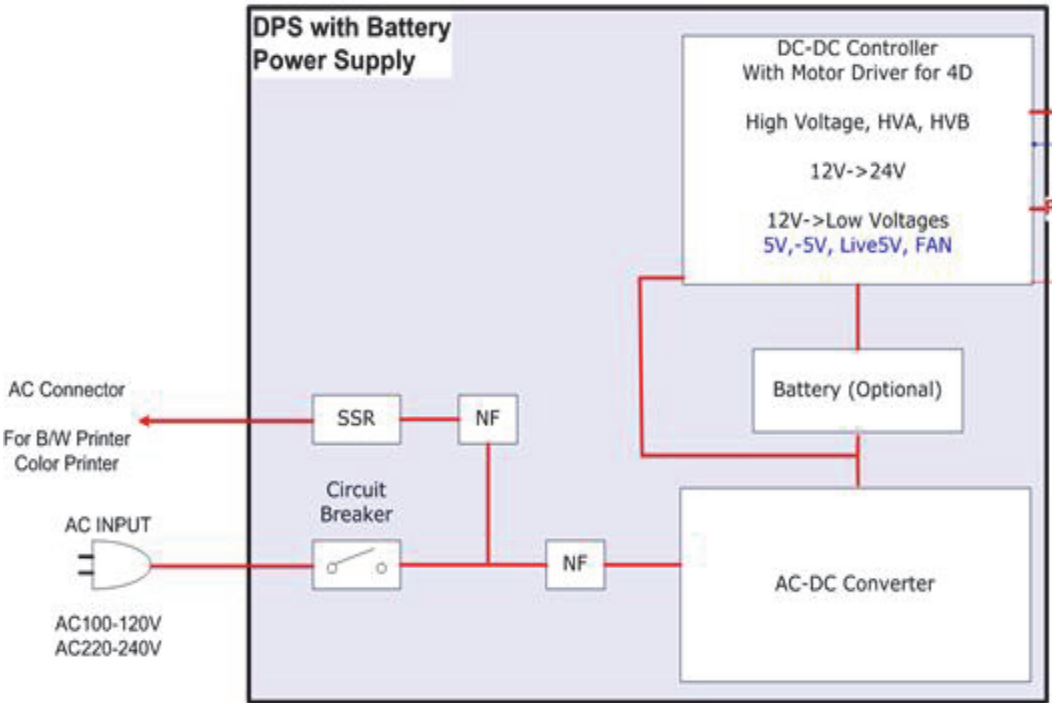 DPS with Battery
Power Supply
DC-DC Controller
With Motor Driver for 4D
High Voltage, HVA, HVB
12V->24V
12V->Low Voltages
5V,-5V, Live5V, FAN
Battery (Optional)
AC Connector
For B/W Printer
Color Printer
SSR
NF
Circuit
Breaker
AC INPUT
AC100-120V
AC220-240V
NF
AC-DC Converter